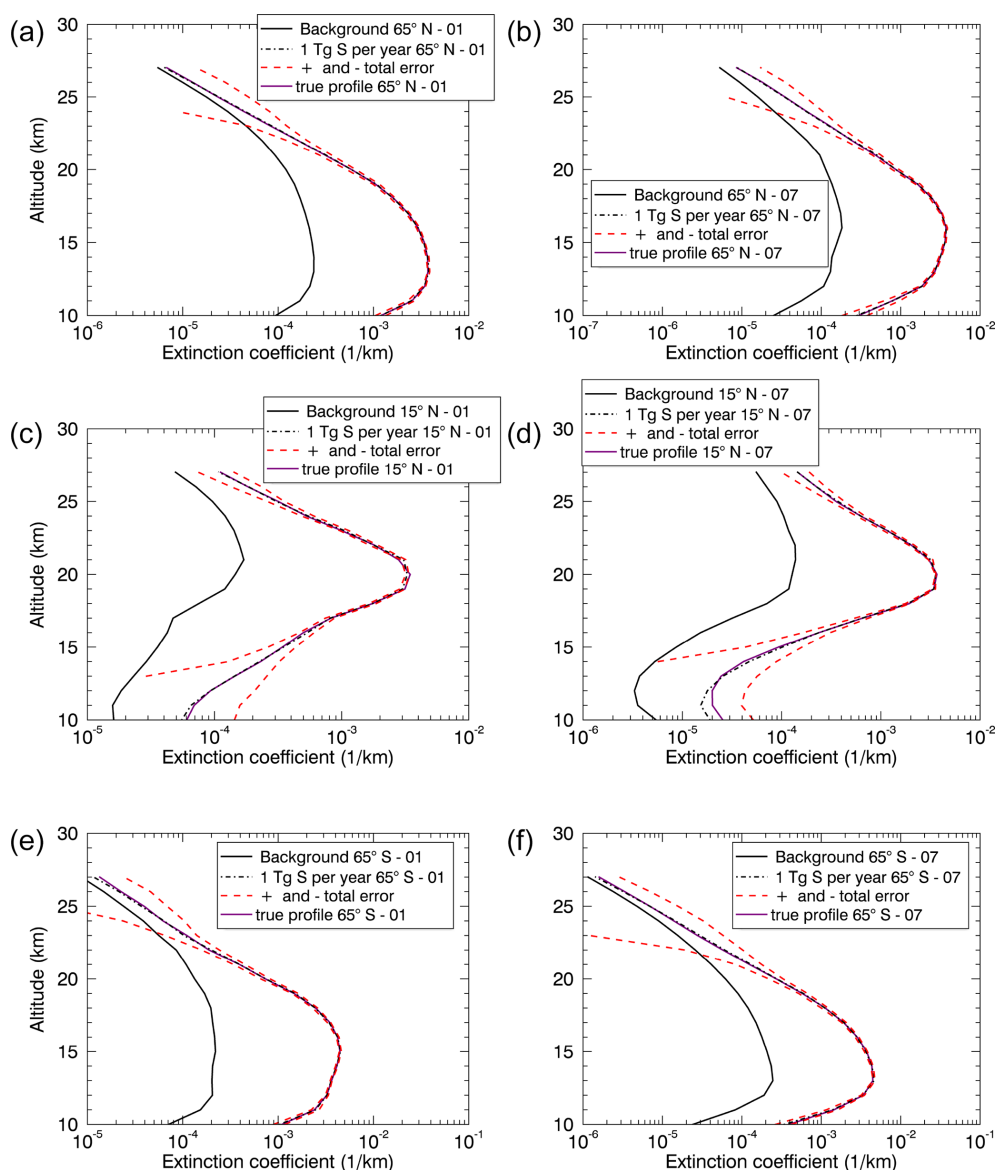 (a)
Background 65° N - 01
1 Tg S per year 65° N - 01
+ and - total error
true profile 65° N - 01
30
25
20
15
10
Altitude (km)
10⁻⁶ 10⁻⁵ 10⁻⁴ 10⁻³ 10⁻²
Extinction coefficient (1/km)
(b)
Background 65° N - 07
1 Tg S per year 65° N - 07
+ and - total error
true profile 65° N - 07
30
25
20
15
10
10⁻⁷ 10⁻⁶ 10⁻⁵ 10⁻⁴ 10⁻³ 10⁻²
Extinction coefficient (1/km)
(c)
Background 15° N - 01
1 Tg S per year 15° N - 01
+ and - total error
true profile 15° N - 01
30
25
20
15
10
Altitude (km)
10⁻⁵ 10⁻⁴ 10⁻³ 10⁻²
Extinction coefficient (1/km)
(d)
Background 15° N - 07
1 Tg S per year 15° N - 07
+ and - total error
true profile 15° N - 07
30
25
20
15
10
10⁻⁶ 10⁻⁵ 10⁻⁴ 10⁻³ 10⁻²
Extinction coefficient (1/km)
(e)
Background 65° S - 01
1 Tg S per year 65° S - 01
+ and - total error
true profile 65° S - 01
30
25
20
15
10
Altitude (km)
10⁻⁵ 10⁻⁴ 10⁻³ 10⁻² 10⁻¹
Extinction coefficient (1/km)
(f)
Background 65° S - 07
1 Tg S per year 65° S - 07
+ and - total error
true profile 65° S - 07
30
25
20
15
10
10⁻⁶ 10⁻⁵ 10⁻⁴ 10⁻³ 10⁻² 10⁻¹
Extinction coefficient (1/km)